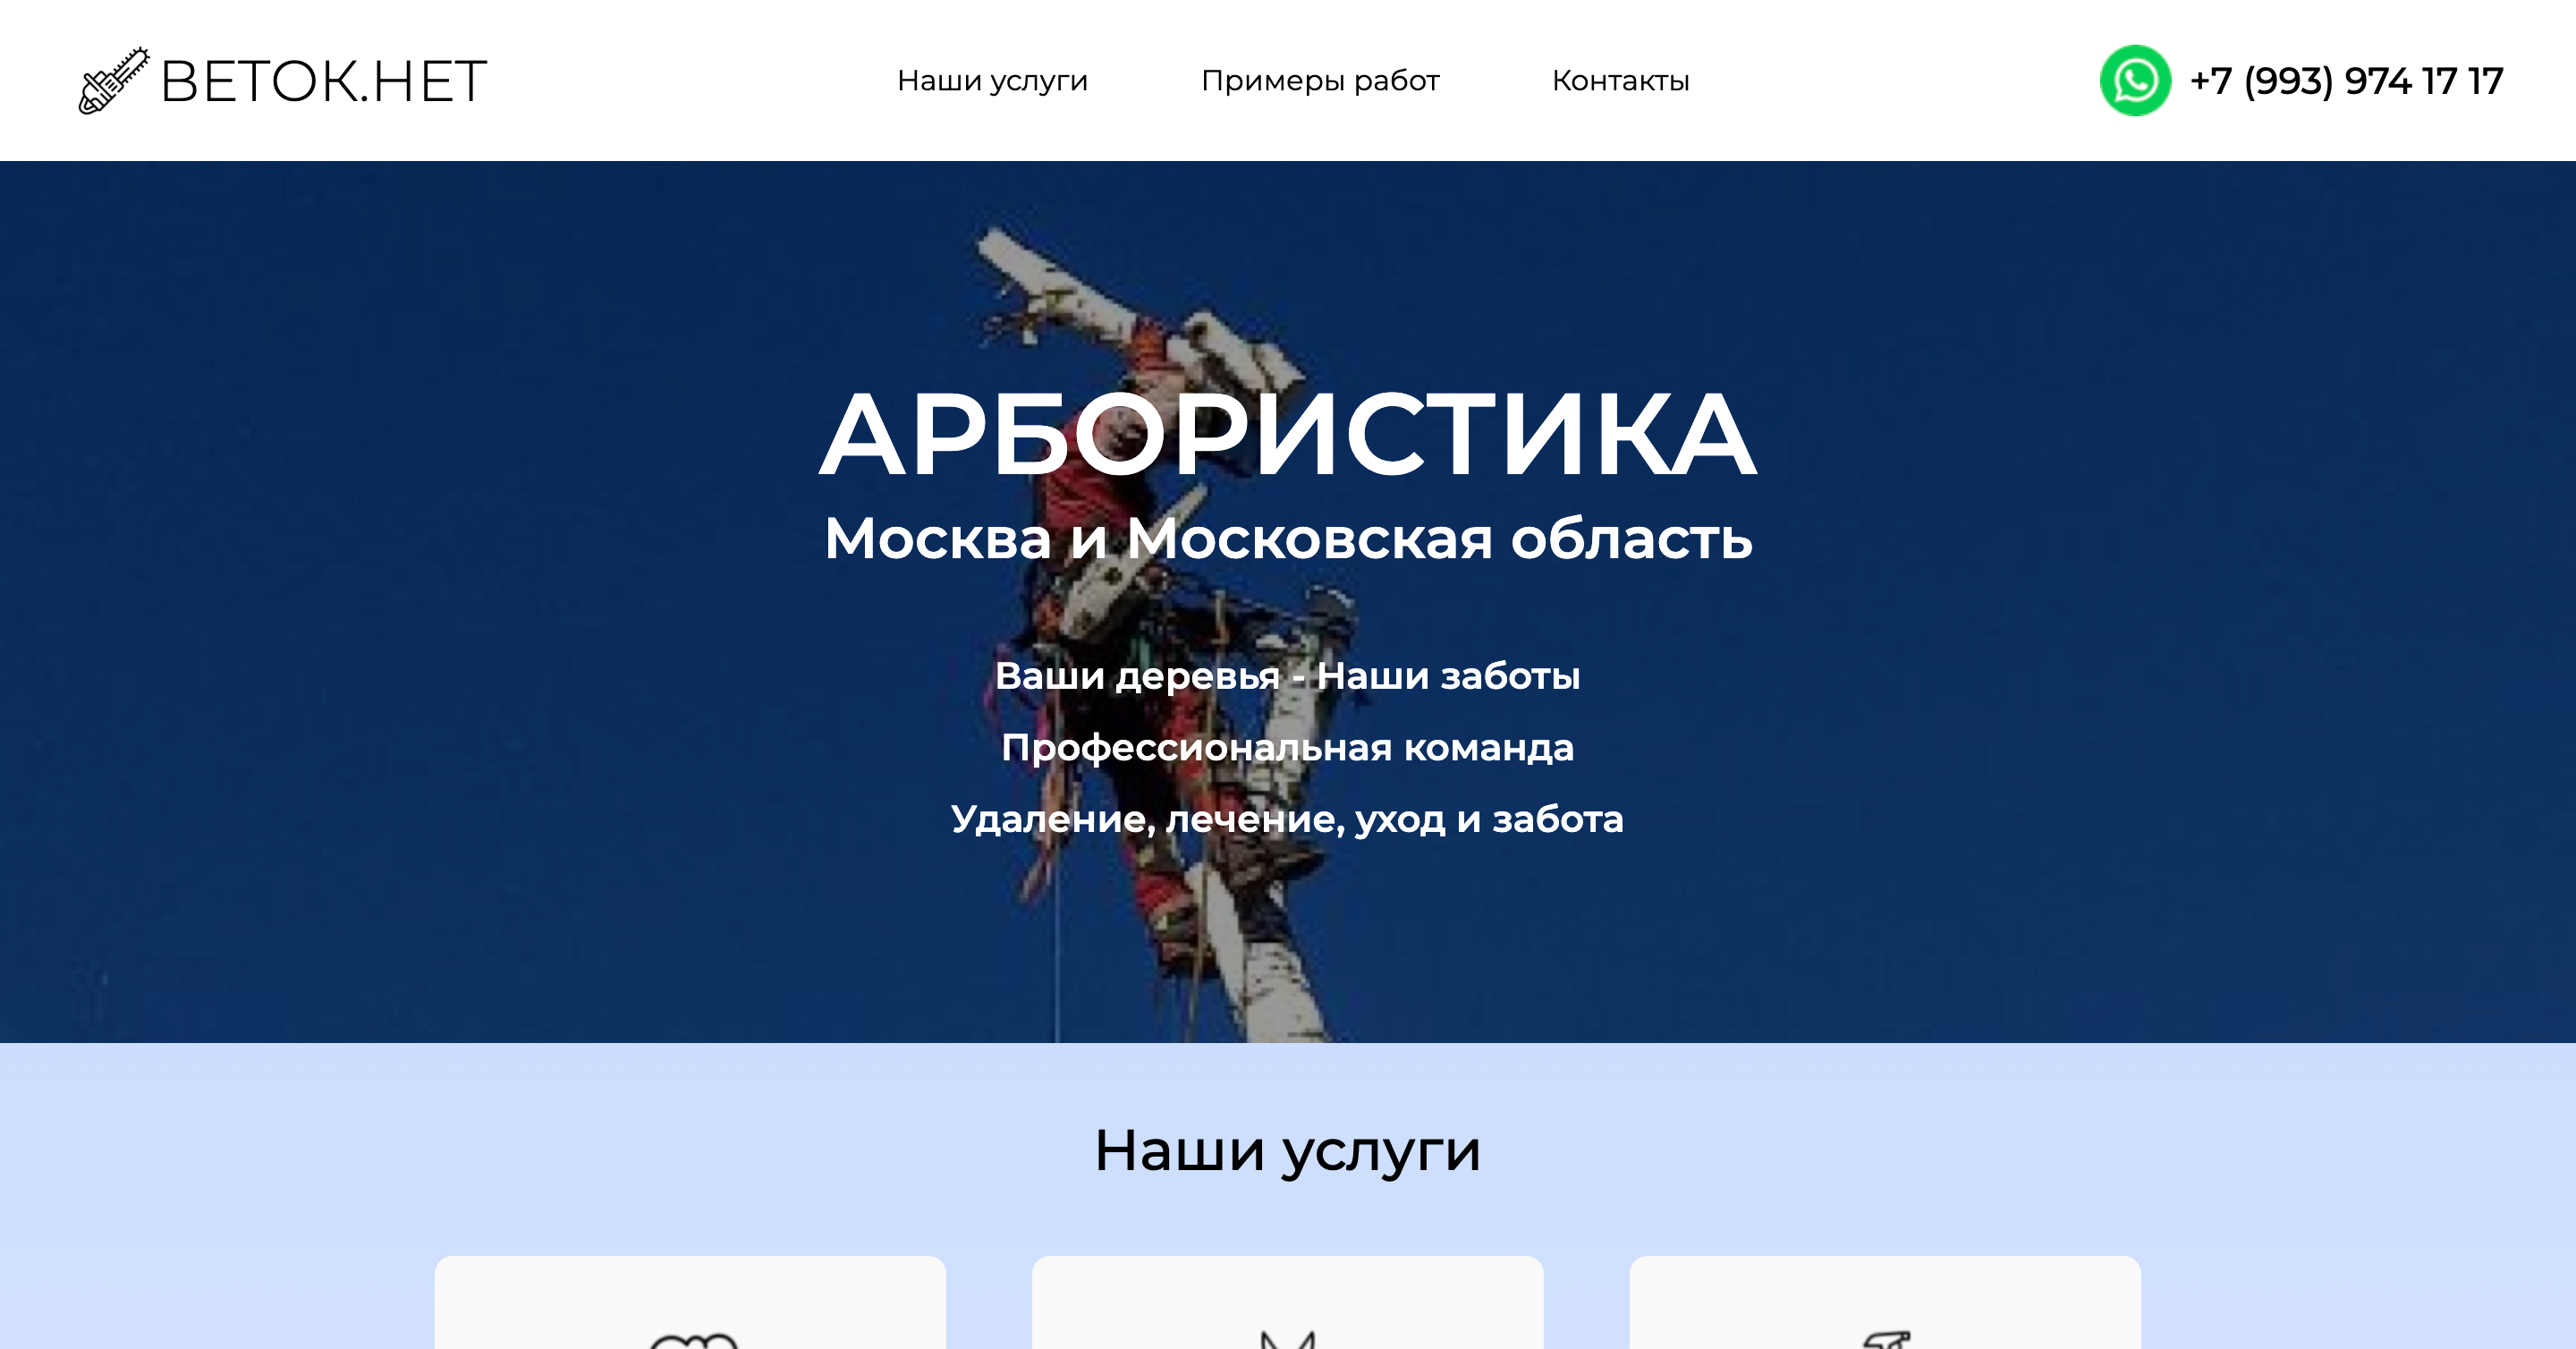 ВЕТОК.НЕТ
Наши услуги
Примеры работ
Контакты
+7 (993) 974 17 17
АРБОРИСТИКА
Москва и Московская область
Ваши деревья - Наши заботы
Профессиональная команда
Удаление, лечение, уход и забота
Наши услуги